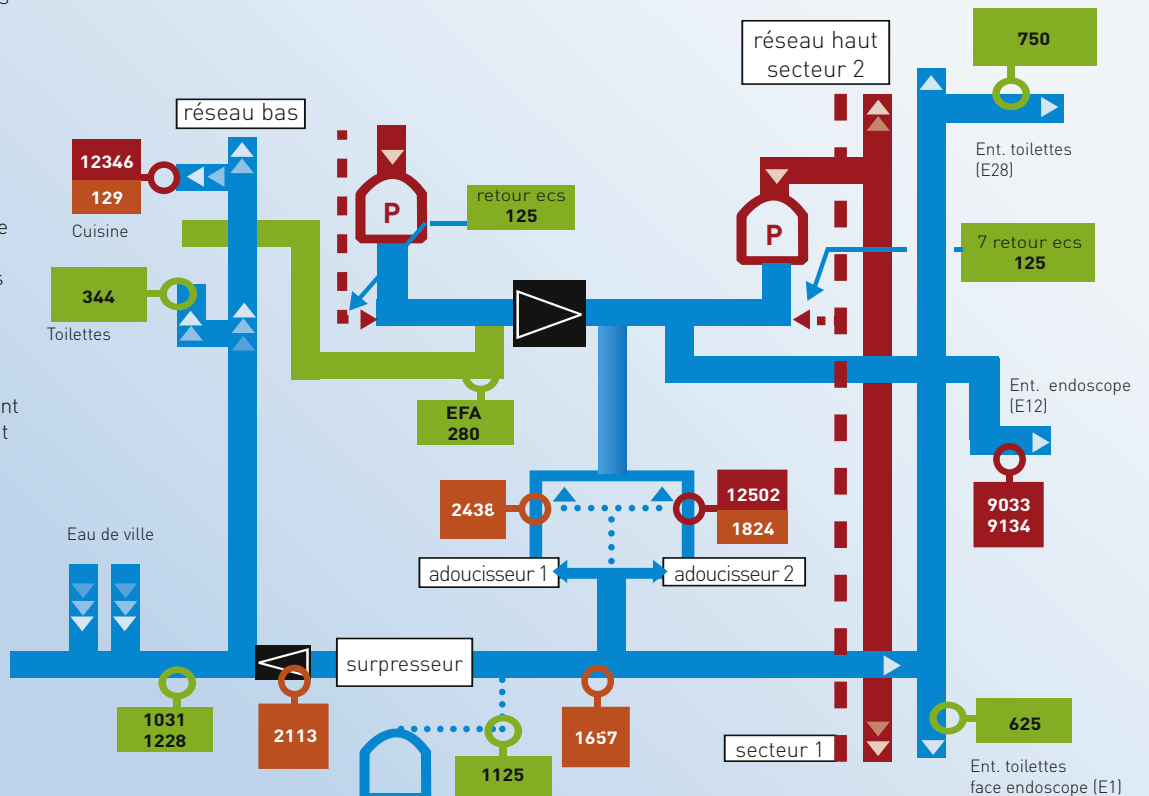 réseau haut
secteur 2
750
Ent. toilettes
(E28)
réseau bas
12346
129
Cuisine
P
retour ecs
125
P
7 retour ecs
125
344
Toilettes
EFA
280
Ent. endoscope
(E12)
9033
9134
2438
12502
1824
adoucisseur 1
adoucisseur 2
Eau de ville
surpresseur
1031
1228
2113
1125
1657
secteur 1
625
Ent. toilettes
face endoscope (E1)